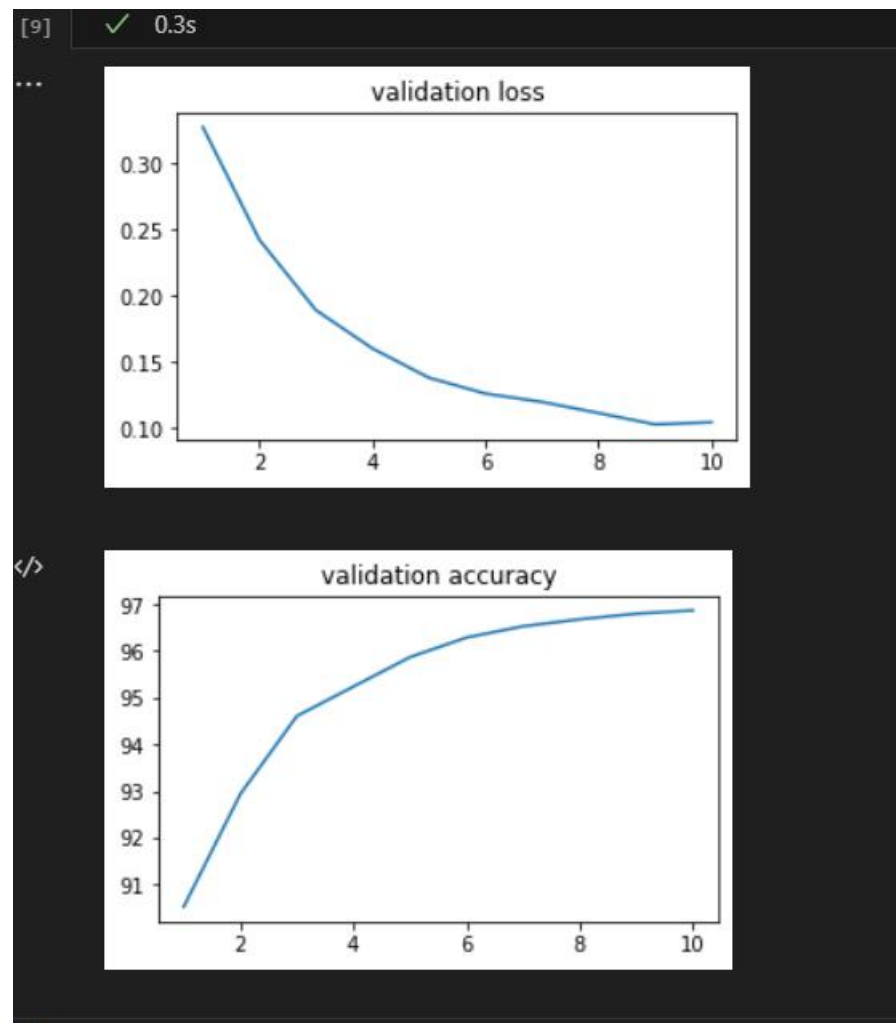 [9] ✓ 0.3s
...
validation loss
0.30
0.25
0.20
0.15
0.10
2 4 6 8 10
</>
validation accuracy
97
96
95
94
93
92
91
2 4 6 8 10